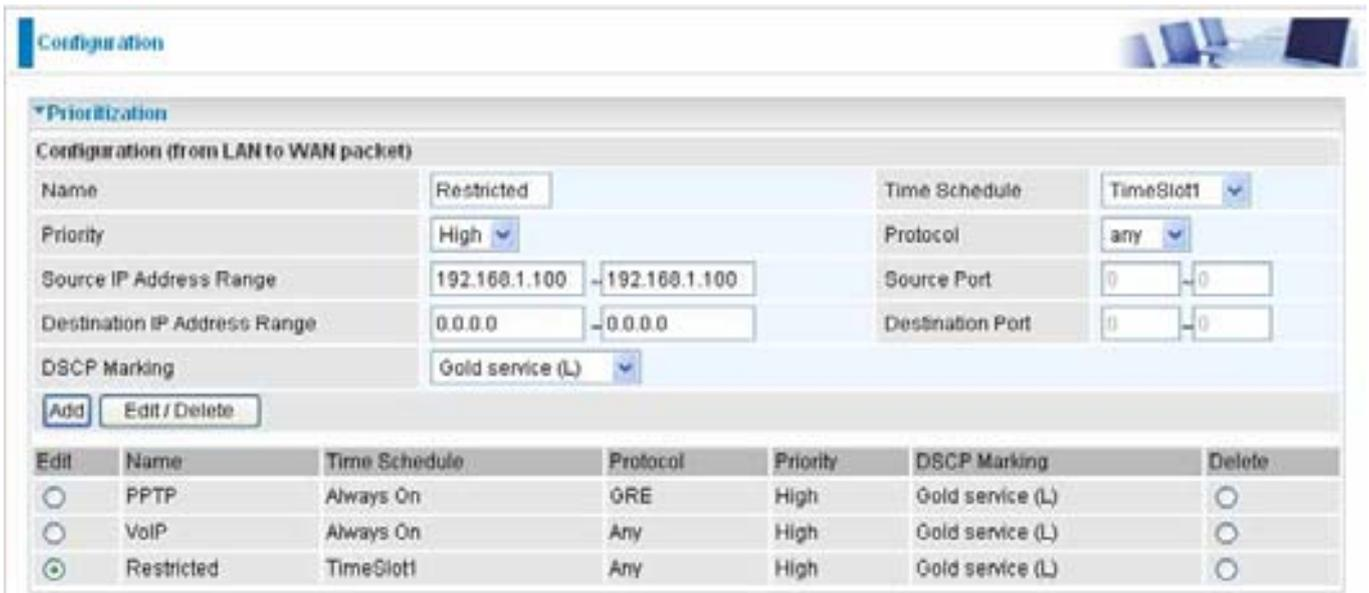 Configuration
Prioritization
Configuration (from LAN to WAN packet)
Name Restricted Time Schedule TimeSlot1
Priority High Protocol any
Source IP Address Range 192.168.1.100 ~ 192.168.1.100 Source Port 0 ~ 0
Destination IP Address Range 0.0.0.0 ~ 0.0.0.0 Destination Port 0 ~ 0
DSCP Marking Gold service (L)
Add Edit / Delete
Edit Name Time Schedule Protocol Priority DSCP Marking Delete
PPTP Always On GRE High Gold service (L)
VoIP Always On Any High Gold service (L)
Restricted TimeSlot1 Any High Gold service (L)